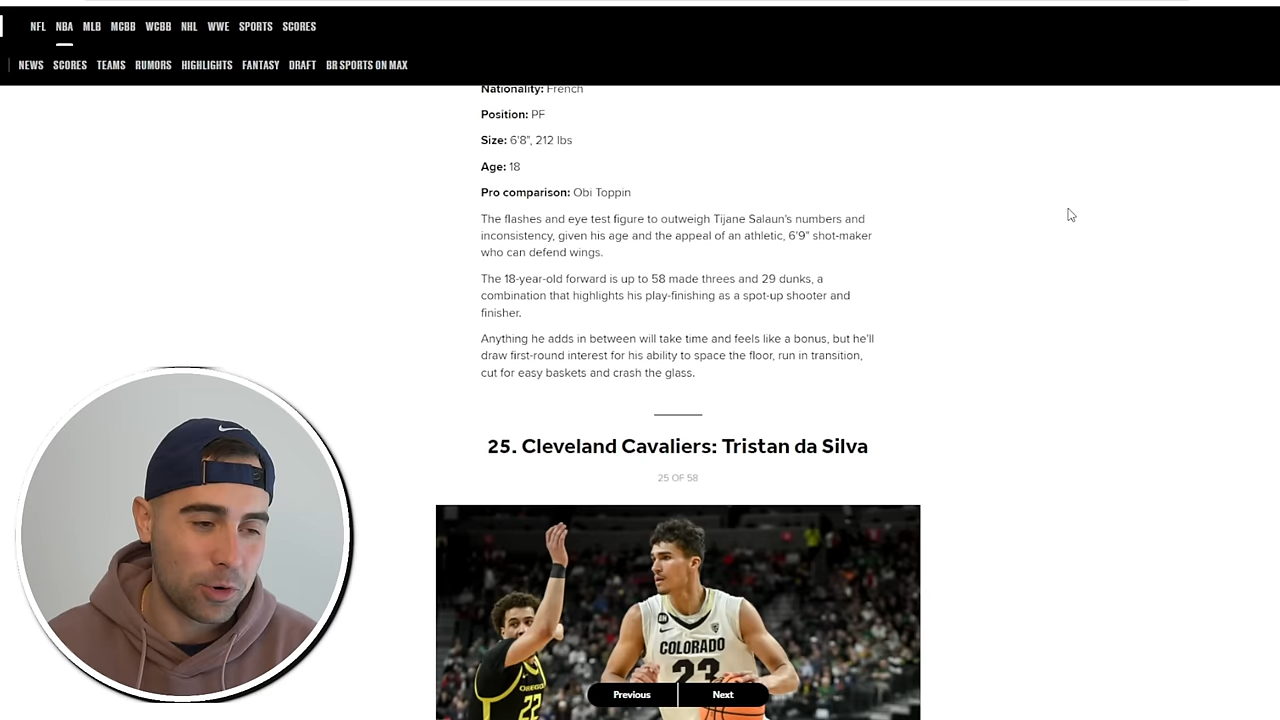 NFL NBA MLB MCBB WCBB NHL WWE SPORTS SCORES
NEWS SCORES TEAMS RUMORS HIGHLIGHTS FANTASY DRAFT BR SPORTS ON MAX
Nationality: French
Position: PF
Size: 6'8", 212 lbs
Age: 18
Pro comparison: Obi Toppin
The flashes and eye test figure to outweigh Tijane Salaun's numbers and
inconsistency, given his age and the appeal of an athletic, 6'9" shot-maker
who can defend wings.
The 18-year-old forward is up to 58 made threes and 29 dunks, a
combination that highlights his play-finishing as a spot-up shooter and
finisher.
Anything he adds in between will take time and feels like a bonus, but he'll
draw first-round interest for his ability to space the floor, run in transition,
cut for easy baskets and crash the glass.
25. Cleveland Cavaliers: Tristan da Silva
25 OF 58
COLORADO
23
OREGON
22
Previous Next